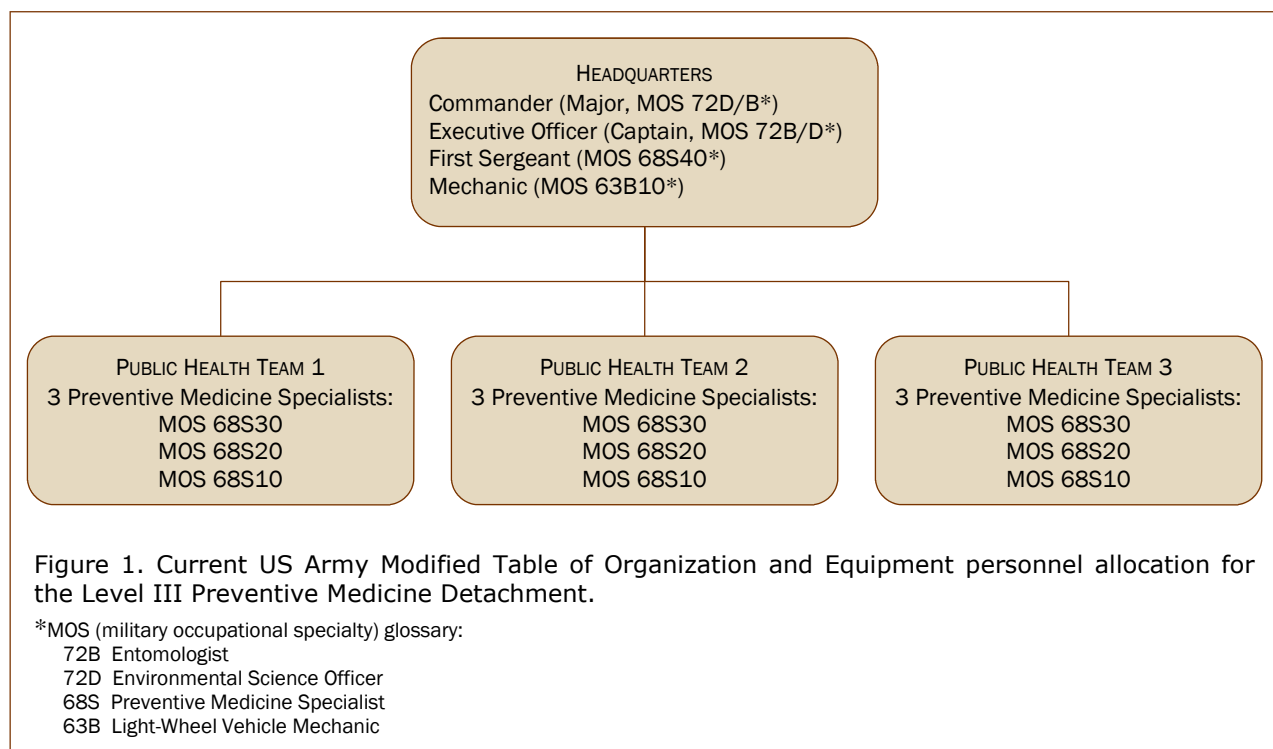 HEADQUARTERS
Commander (Major, MOS 72D/B*)
Executive Officer (Captain, MOS 72B/D*)
First Sergeant (MOS 68S40*)
Mechanic (MOS 63B10*)
PUBLIC HEALTH TEAM 1
3 Preventive Medicine Specialists:
MOS 68S30
MOS 68S20
MOS 68S10
PUBLIC HEALTH TEAM 2
3 Preventive Medicine Specialists:
MOS 68S30
MOS 68S20
MOS 68S10
PUBLIC HEALTH TEAM 3
3 Preventive Medicine Specialists:
MOS 68S30
MOS 68S20
MOS 68S10
Figure 1. Current US Army Modified Table of Organization and Equipment personnel allocation for
the Level III Preventive Medicine Detachment.
*MOS (military occupational specialty) glossary:
72B Entomologist
72D Environmental Science Officer
68S Preventive Medicine Specialist
63B Light-Wheel Vehicle Mechanic